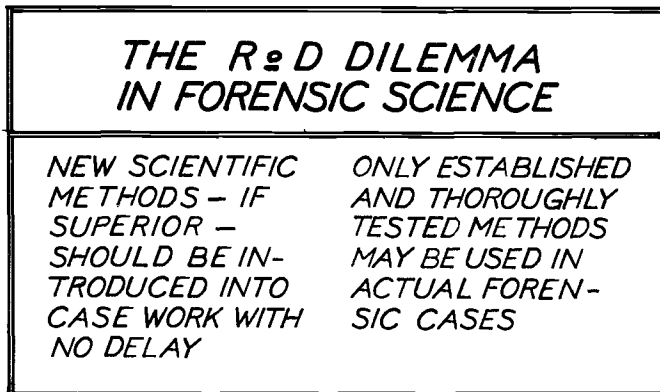 THE R&D DILEMMA
IN FORENSIC SCIENCE
NEW SCIENTIFIC
METHODS – IF
SUPERIOR –
SHOULD BE IN-
TRODUCED INTO
CASE WORK WITH
NO DELAY
ONLY ESTABLISHED
AND THOROUGHLY
TESTED METHODS
MAY BE USED IN
ACTUAL FOREN-
SIC CASES